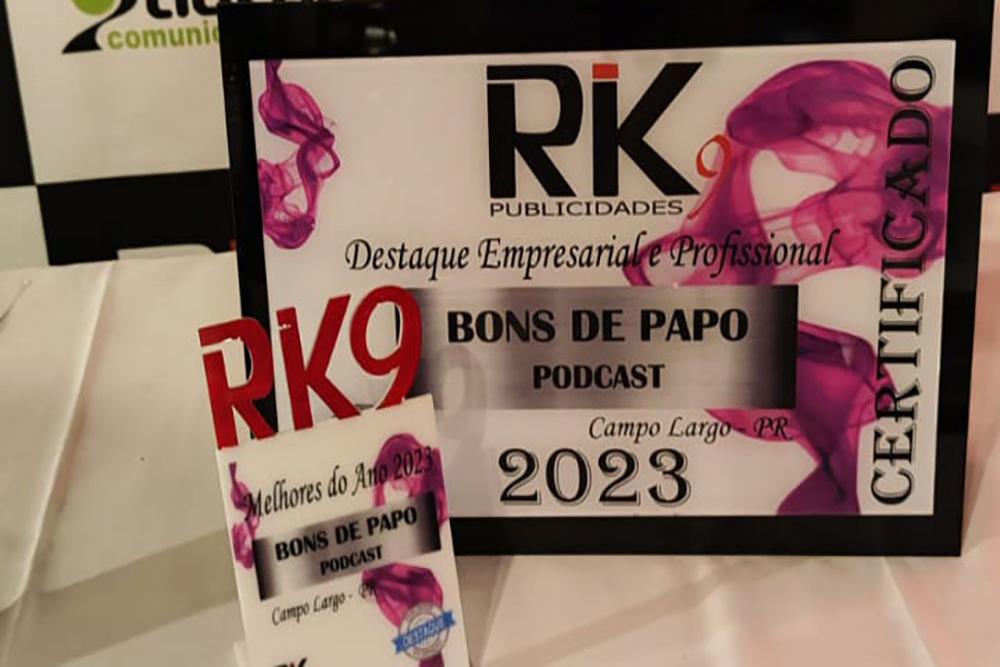 RK9
PUBLICIDADES
Destaque Empresarial e Profissional
BONS DE PAPO
PODCAST
Campo Largo - PR
2023
CERTIFICADO
RK9
Melhores do Ano 2023
BONS DE PAPO
PODCAST
Campo Largo - PR
DESTAQUE